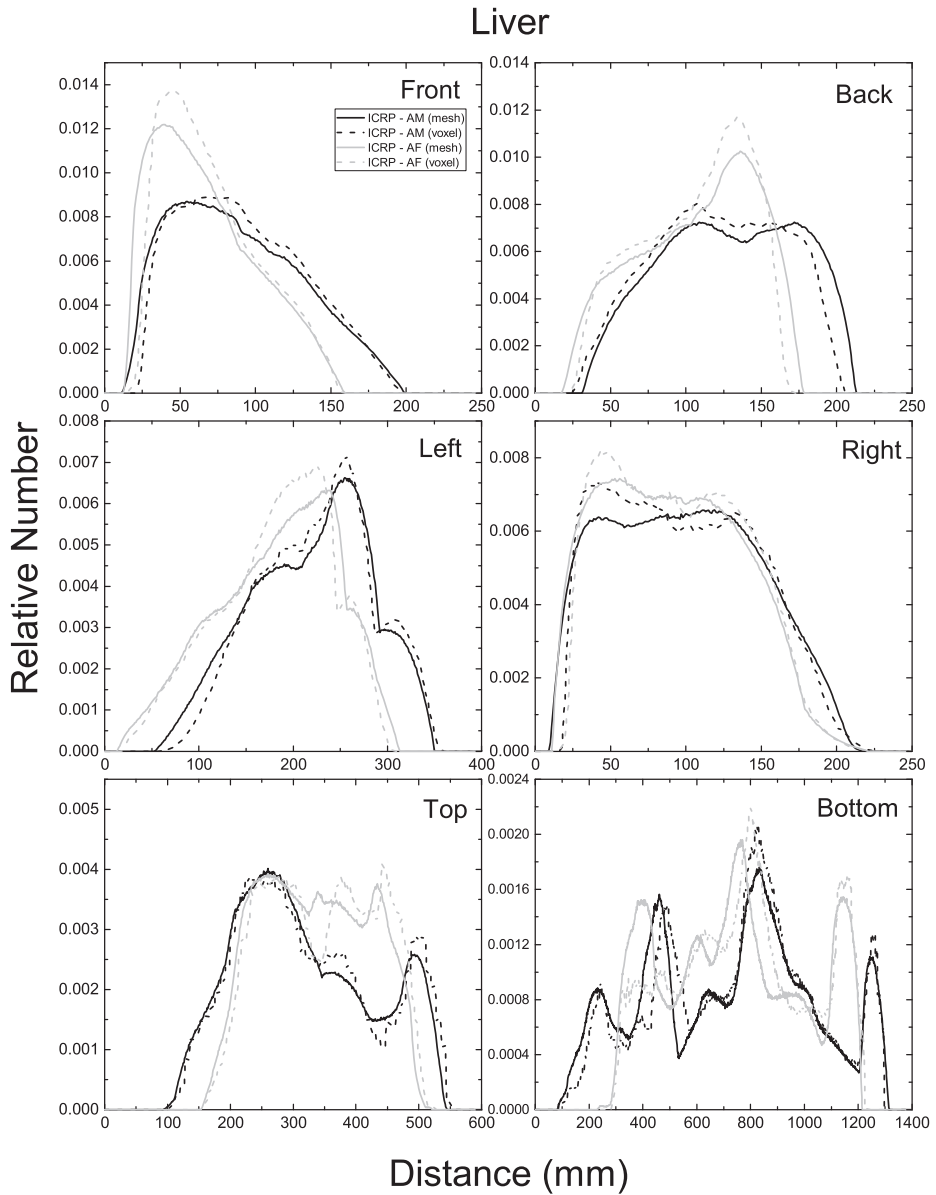 Liver
Front
ICRP - AM (mesh)
ICRP - AM (voxel)
ICRP - AF (mesh)
ICRP - AF (voxel)
0.014
0.012
0.010
0.008
0.006
0.004
0.002
0.000
0 50 100 150 200 250
Back
0.014
0.012
0.010
0.008
0.006
0.004
0.002
0.000
0 50 100 150 200 250
Relative Number
Left
0.008
0.007
0.006
0.005
0.004
0.003
0.002
0.001
0.000
0 100 200 300 400
Right
0.008
0.006
0.004
0.002
0.000
0 50 100 150 200 250
Top
0.005
0.004
0.003
0.002
0.001
0.000
0 100 200 300 400 500 600
Bottom
0.0024
0.0020
0.0016
0.0012
0.0008
0.0004
0.0000
0 200 400 600 800 1000 1200 1400
Distance (mm)